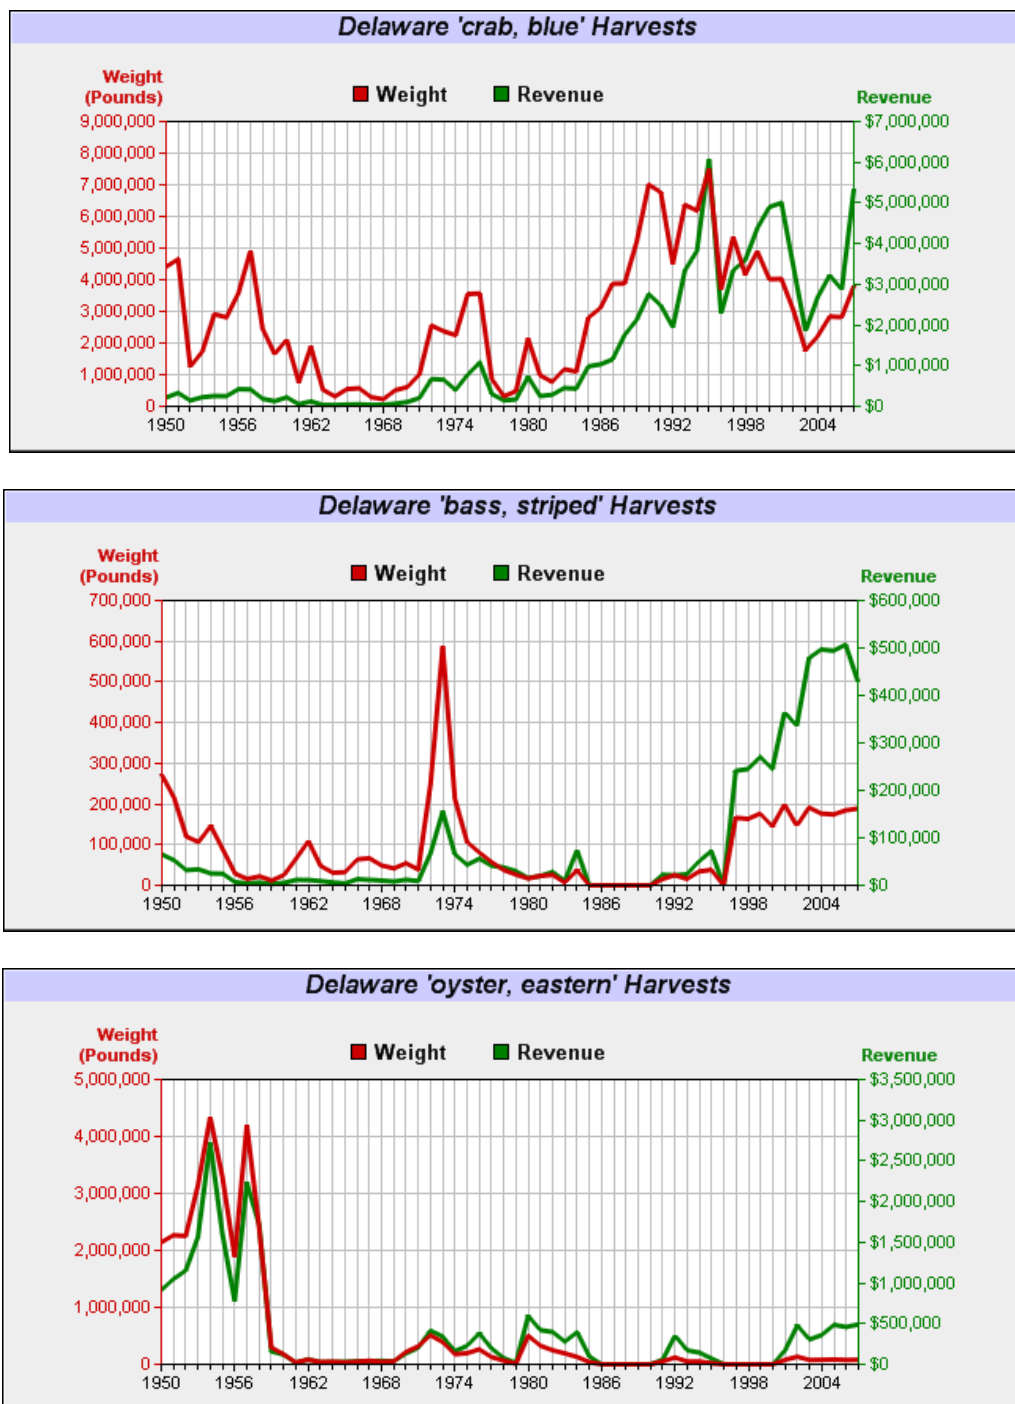 Delaware 'crab, blue' Harvests
Weight
(Pounds)
Weight Revenue
Revenue
9,000,000 $7,000,000
8,000,000 $6,000,000
7,000,000 $5,000,000
6,000,000 $4,000,000
5,000,000 $3,000,000
4,000,000 $2,000,000
3,000,000 $1,000,000
2,000,000 $0
1,000,000
0
1950 1956 1962 1968 1974 1980 1986 1992 1998 2004
Delaware 'bass, striped' Harvests
Weight
(Pounds)
Weight Revenue
Revenue
700,000 $600,000
600,000 $500,000
500,000 $400,000
400,000 $300,000
300,000 $200,000
200,000 $100,000
100,000 $0
0
1950 1956 1962 1968 1974 1980 1986 1992 1998 2004
Delaware 'oyster, eastern' Harvests
Weight
(Pounds)
Weight Revenue
Revenue
5,000,000 $3,500,000
4,000,000 $3,000,000
3,000,000 $2,500,000
2,000,000 $2,000,000
1,000,000 $1,500,000
0 $1,000,000
$500,000
$0
1950 1956 1962 1968 1974 1980 1986 1992 1998 2004